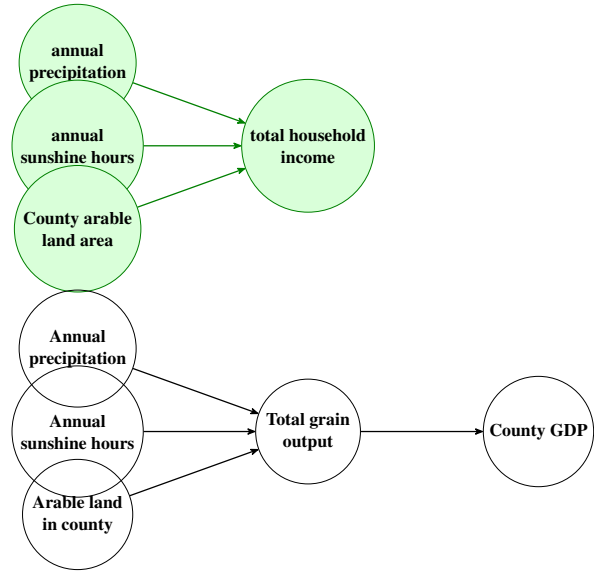 annual
precipitation
annual
sunshine hours
County arable
land area
total household
income
Annual
precipitation
Annual
sunshine hours
Arable land
in county
Total grain
output
County GDP